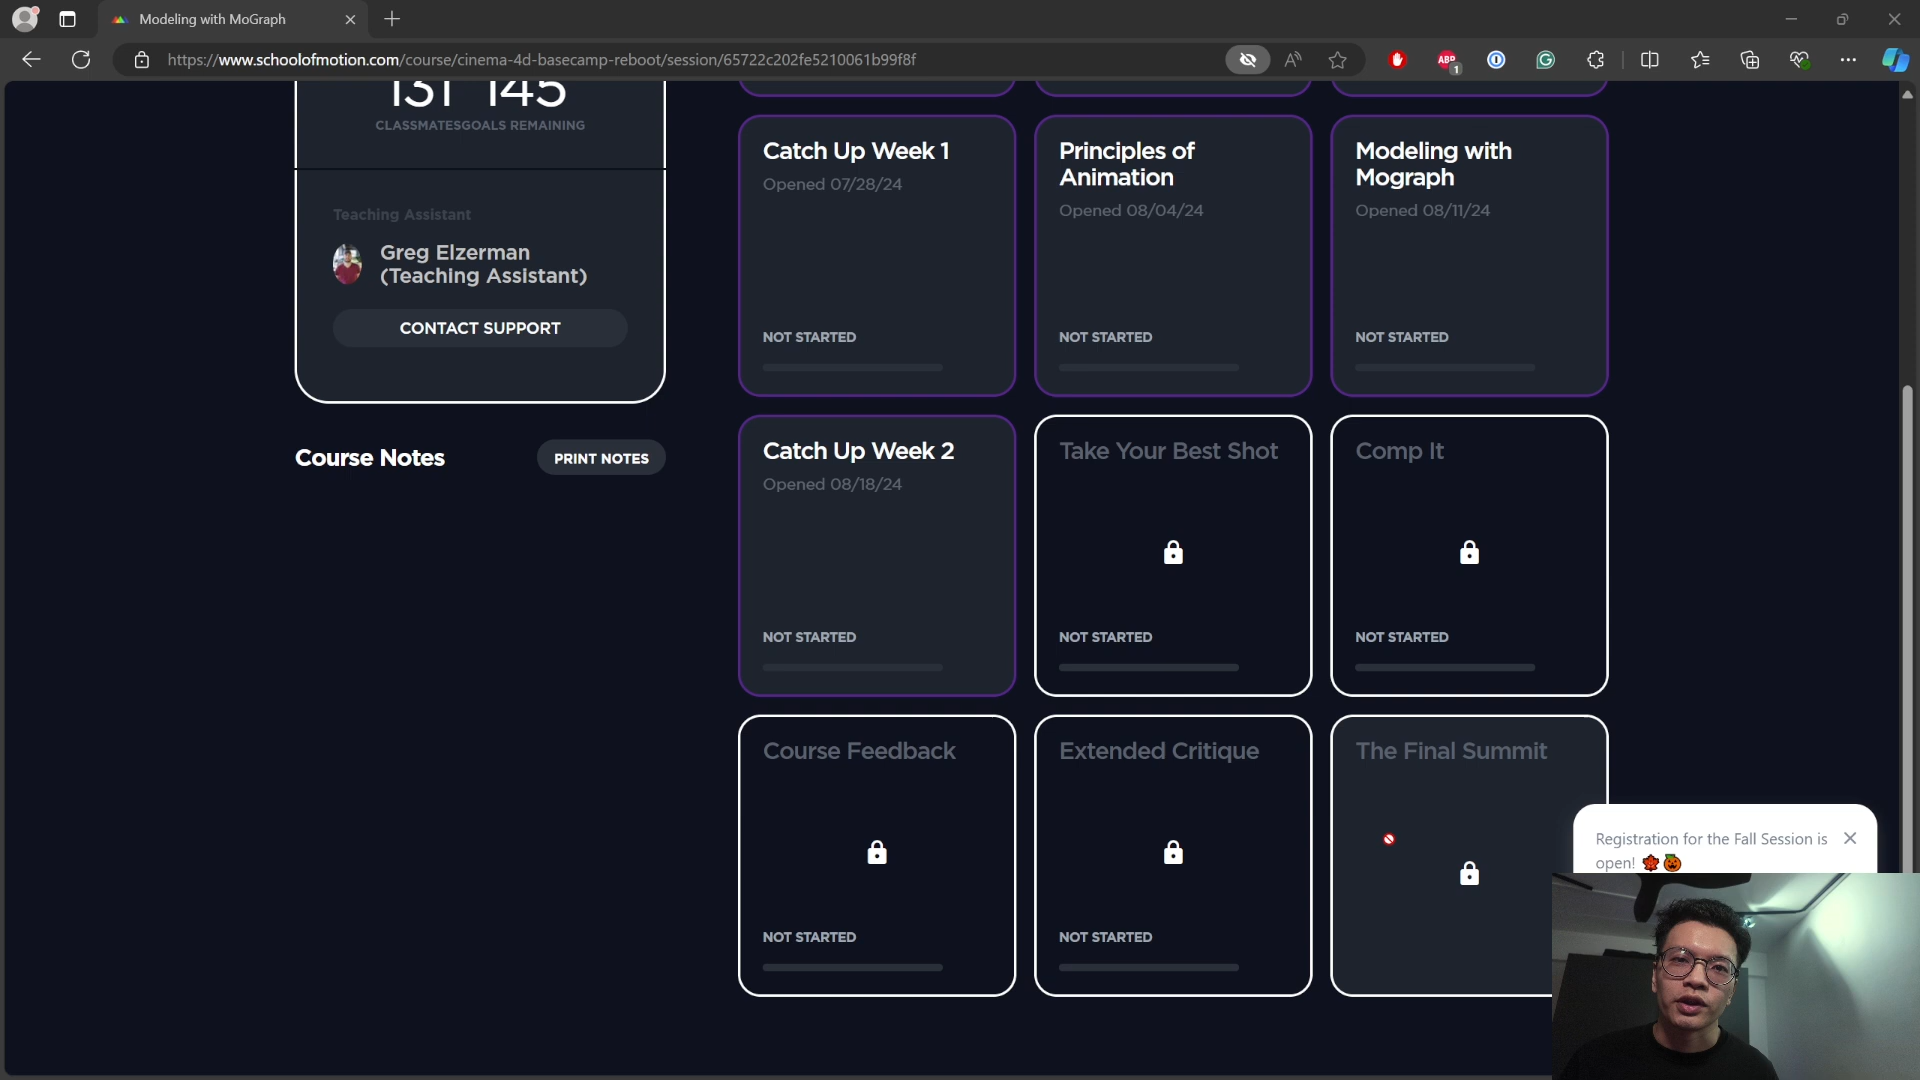 Modeling with MoGraph
https://www.schoolofmotion.com/course/cinema-4d-basecamp-reboot/session/65722c202fe5210061b99f8f
ABP
1
131 145
CLASSMATESGOALS REMAINING
Teaching Assistant
Greg Elzerman
(Teaching Assistant)
CONTACT SUPPORT
Course Notes
PRINT NOTES
Catch Up Week 1
Opened 07/28/24
NOT STARTED
Principles of
Animation
Opened 08/04/24
NOT STARTED
Modeling with
Mograph
Opened 08/11/24
NOT STARTED
Catch Up Week 2
Opened 08/18/24
NOT STARTED
Take Your Best Shot
NOT STARTED
Comp It
NOT STARTED
Course Feedback
NOT STARTED
Extended Critique
NOT STARTED
The Final Summit
Registration for the Fall Session is
open!